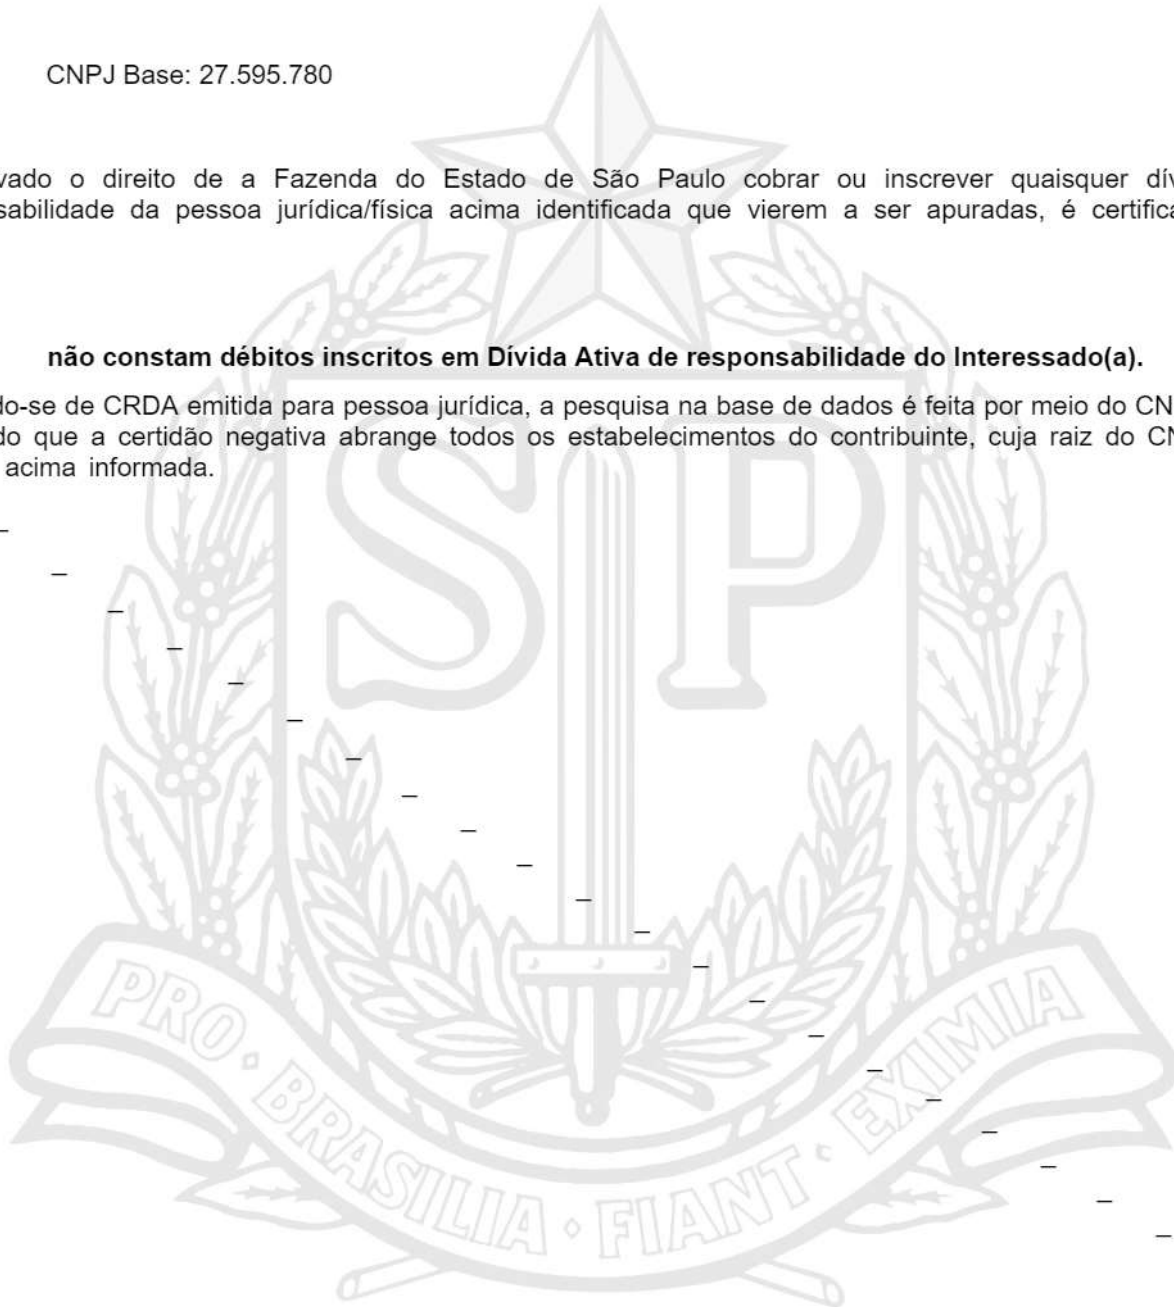 CNPJ Base: 27.595.780
vado o direito de a Fazenda do Estado de São Paulo cobrar ou inscrever quaisquer dív
sabilidade da pessoa jurídica/física acima identificada que vierem a ser apuradas, é certifica
não constam débitos inscritos em Dívida Ativa de responsabilidade do Interessado(a).
do-se de CRDA emitida para pessoa jurídica, a pesquisa na base de dados é feita por meio do CN
do que a certidão negativa abrange todos os estabelecimentos do contribuinte, cuja raiz do CN
acima informada.
SP
PRO · BRASILIA · FIANT · EXIMIA